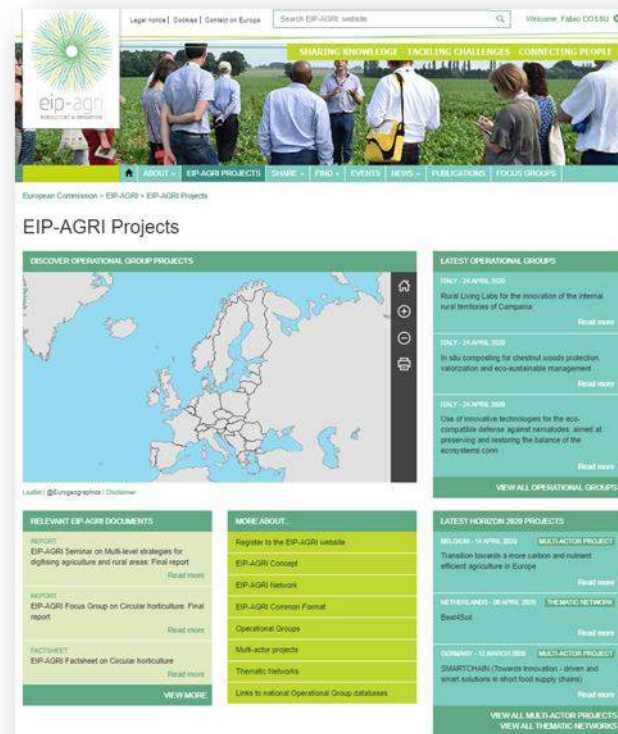 Legal notice | Cookies | Contact on Europa
Search EIP-AGRI website
Welcome, Fabio COSSU
SHARING KNOWLEDGE - TACKLING CHALLENGES - CONNECTING PEOPLE
eip-agri
AGRICULTURE & INNOVATION
ABOUT
EIP-AGRI PROJECTS
SHARE
FIND
EVENTS
NEWS
PUBLICATIONS
FOCUS GROUPS
European Commission > EIP-AGRI > EIP-AGRI Projects
EIP-AGRI Projects
DISCOVER OPERATIONAL GROUP PROJECTS
Leaflet | @Eurogeographics | Disclaimer
LATEST OPERATIONAL GROUPS
ITALY - 24 APRIL 2020
Rural Living Labs for the innovation of the internal
rural territories of Campania
Read more
ITALY - 24 APRIL 2020
In situ composting for chestnut woods protection,
valorization and eco-sustainable management
Read more
ITALY - 24 APRIL 2020
Use of innovative technologies for the eco-
compatible defense against nematodes, aimed at
preserving and restoring the balance of the
ecosystems conn
Read more
VIEW ALL OPERATIONAL GROUPS
RELEVANT EIP-AGRI DOCUMENTS
REPORT
EIP-AGRI Seminar on Multi-level strategies for
digitising agriculture and rural areas: Final report
Read more
REPORT
EIP-AGRI Focus Group on Circular horticulture: Final
report
Read more
FACTSHEET
EIP-AGRI Factsheet on Circular horticulture
Read more
VIEW MORE
MORE ABOUT...
Register to the EIP-AGRI website
EIP-AGRI Concept
EIP-AGRI Network
EIP-AGRI Common Format
Operational Groups
Multi-actor projects
Thematic Networks
Links to national Operational Group databases
LATEST HORIZON 2020 PROJECTS
BELGIUM - 14 APRIL 2020 MULTI-ACTOR PROJECT
Transition towards a more carbon and nutrient
efficient agriculture in Europe
Read more
NETHERLANDS - 08 APRIL 2020 THEMATIC NETWORK
Best4Soil
Read more
GERMANY - 12 MARCH 2020 MULTI-ACTOR PROJECT
SMARTCHAIN (Towards Innovation - driven and
smart solutions in short food supply chains)
Read more
VIEW ALL MULTI-ACTOR PROJECTS
VIEW ALL THEMATIC NETWORKS